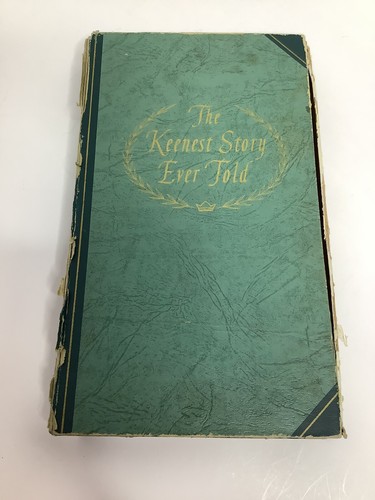 The
Keenest Story
Ever Told